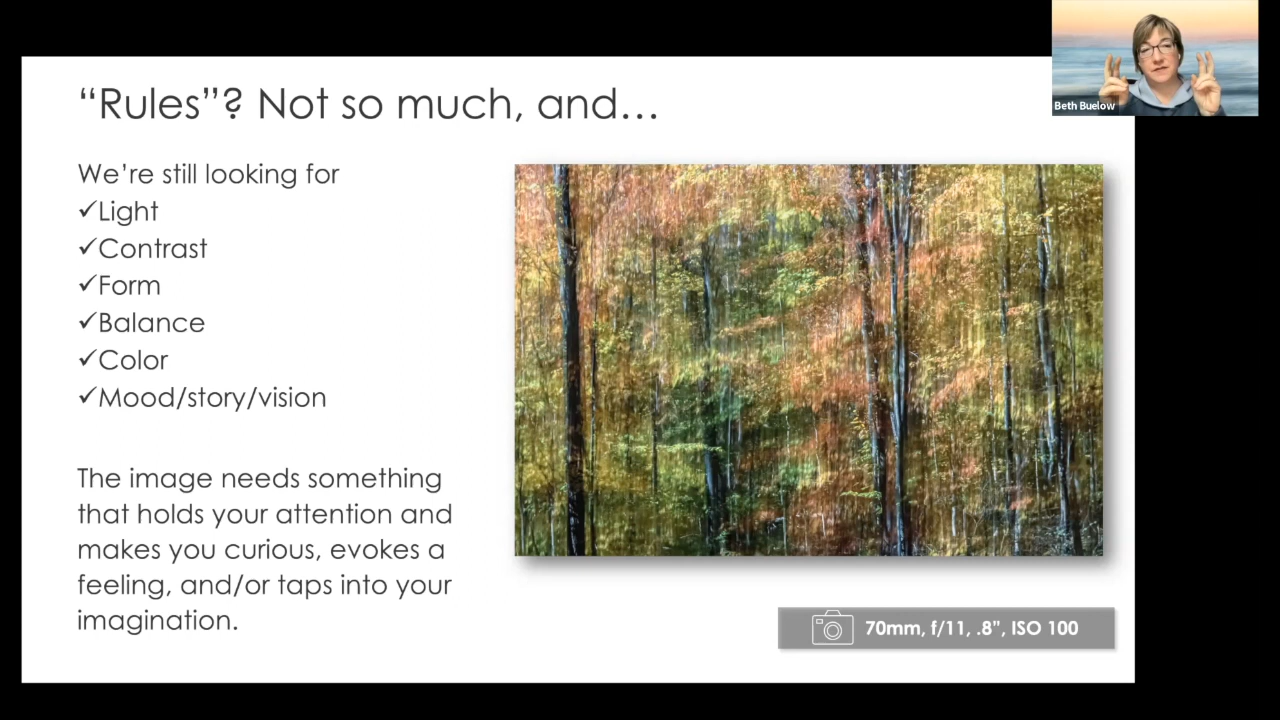 “Rules”? Not so much, and…
Beth Buelow
We’re still looking for
✓Light
✓Contrast
✓Form
✓Balance
✓Color
✓Mood/story/vision
The image needs something
that holds your attention and
makes you curious, evokes a
feeling, and/or taps into your
imagination.
70mm, f/11, .8”, ISO 100